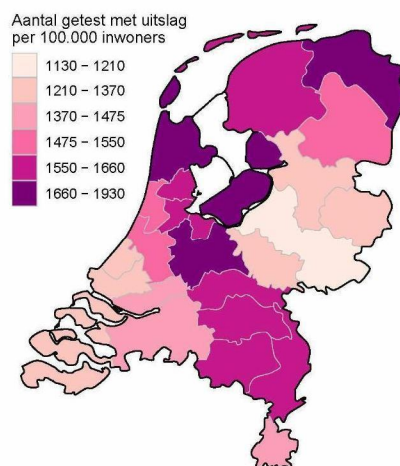 Aantal getest met uitslag
per 100.000 inwoners
1130 – 1210
1210 – 1370
1370 – 1475
1475 – 1550
1550 – 1660
1660 – 1930